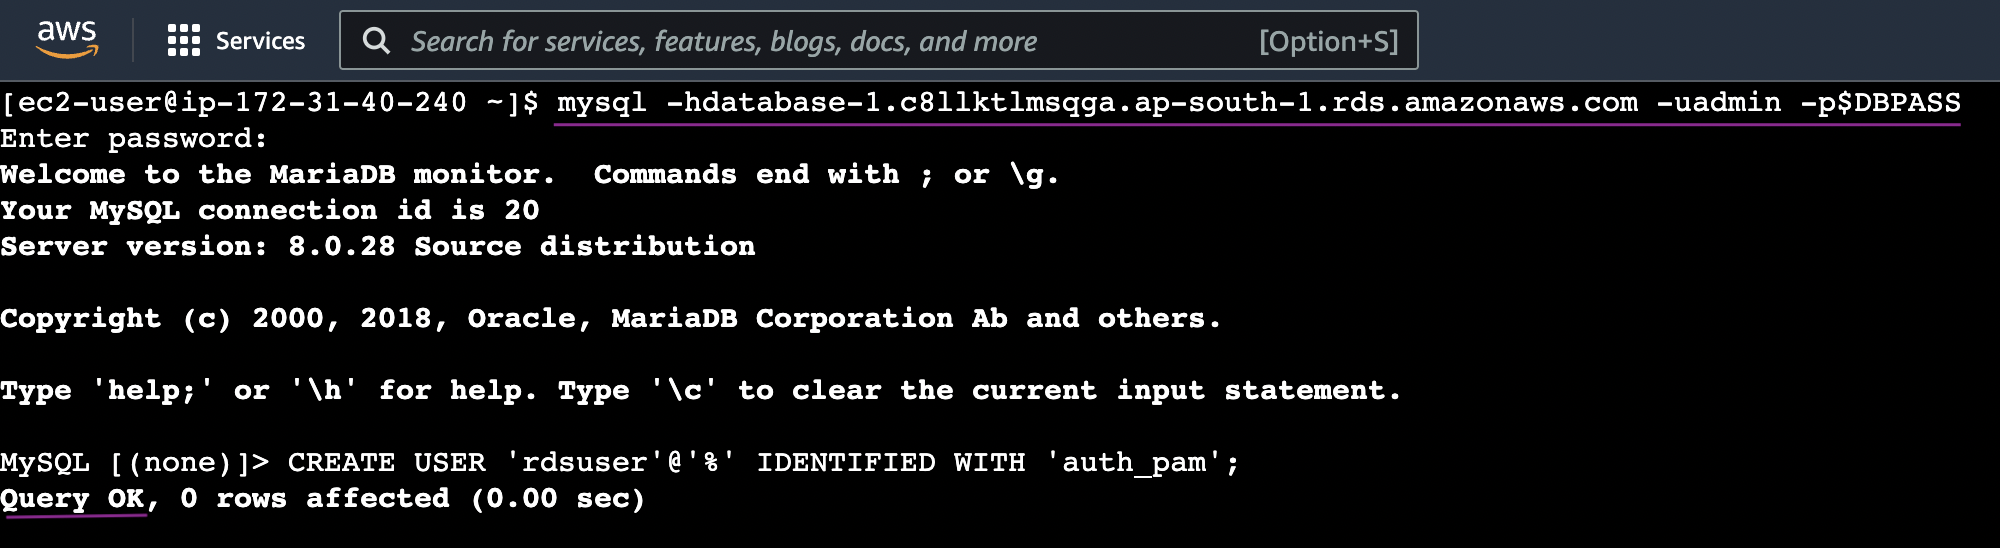 aws Services Search for services, features, blogs, docs, and more [Option+S]
[ec2-user@ip-172-31-40-240 ~]$ mysql -hdatabase-1.c8llktlmsqga.ap-south-1.rds.amazonaws.com -uadmin -p$DBPASS
Enter password:
Welcome to the MariaDB monitor.  Commands end with ; or \g.
Your MySQL connection id is 20
Server version: 8.0.28 Source distribution
Copyright (c) 2000, 2018, Oracle, MariaDB Corporation Ab and others.
Type 'help;' or '\h' for help. Type '\c' to clear the current input statement.
MySQL [(none)]> CREATE USER 'rdsuser'@'%' IDENTIFIED WITH 'auth_pam';
Query OK, 0 rows affected (0.00 sec)